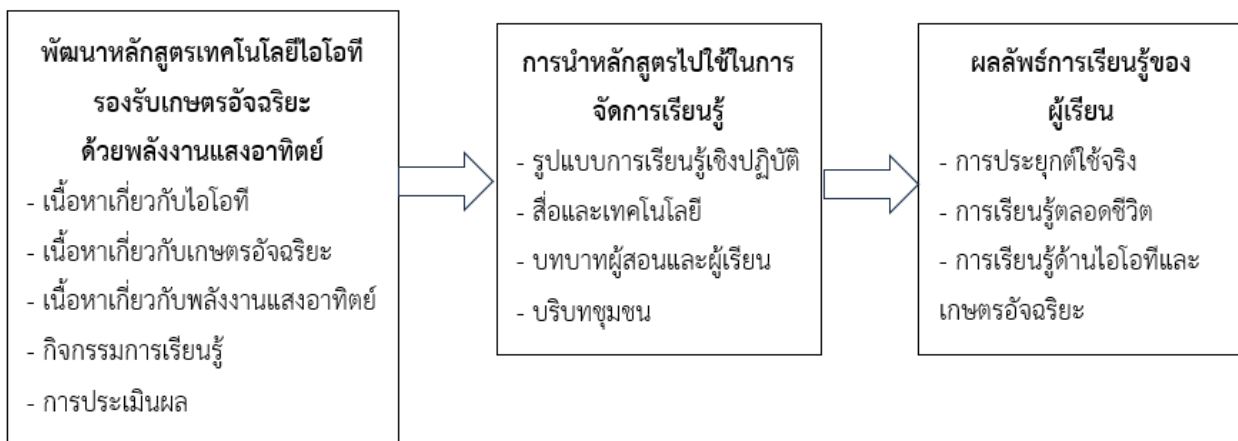 พัฒนาหลักสูตรเทคโนโลยีไอโอที
รองรับเกษตรอัจฉริยะ
ด้วยพลังงานแสงอาทิตย์
- เนื้อหาเกี่ยวกับไอโอที
- เนื้อหาเกี่ยวกับเกษตรอัจฉริยะ
- เนื้อหาเกี่ยวกับพลังงานแสงอาทิตย์
- กิจกรรมการเรียนรู้
- การประเมินผล
การนำหลักสูตรไปใช้ในการ
จัดการเรียนรู้
- รูปแบบการเรียนรู้เชิงปฏิบัติ
- สื่อและเทคโนโลยี
- บทบาทผู้สอนและผู้เรียน
- บริบทชุมชน
ผลลัพธ์การเรียนรู้ของ
ผู้เรียน
- การประยุกต์ใช้จริง
- การเรียนรู้ตลอดชีวิต
- การเรียนรู้ด้านไอโอทีและ
เกษตรอัจฉริยะ